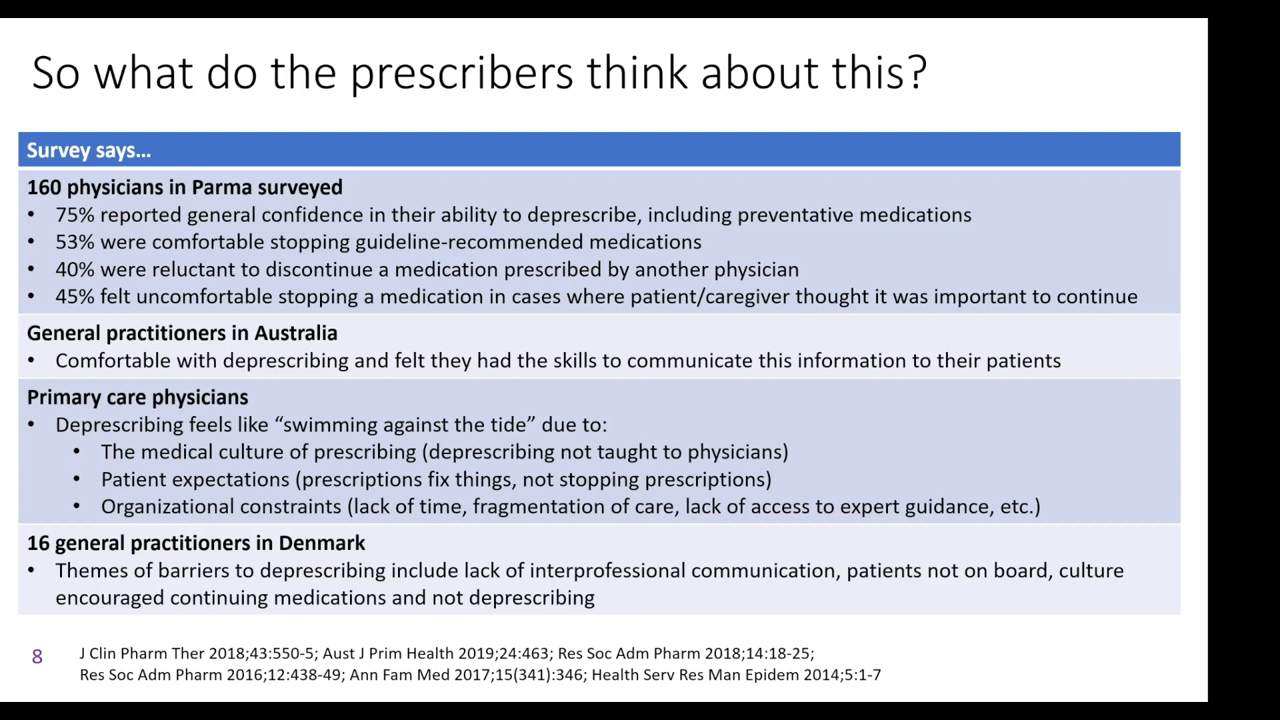 So what do the prescribers think about this?
Survey says...
160 physicians in Parma surveyed
• 75% reported general confidence in their ability to deprescribe, including preventative medications
• 53% were comfortable stopping guideline-recommended medications
• 40% were reluctant to discontinue a medication prescribed by another physician
• 45% felt uncomfortable stopping a medication in cases where patient/caregiver thought it was important to continue
General practitioners in Australia
• Comfortable with deprescribing and felt they had the skills to communicate this information to their patients
Primary care physicians
• Deprescribing feels like “swimming against the tide” due to:
• The medical culture of prescribing (deprescribing not taught to physicians)
• Patient expectations (prescriptions fix things, not stopping prescriptions)
• Organizational constraints (lack of time, fragmentation of care, lack of access to expert guidance, etc.)
16 general practitioners in Denmark
• Themes of barriers to deprescribing include lack of interprofessional communication, patients not on board, culture
encouraged continuing medications and not deprescribing
8 J Clin Pharm Ther 2018;43:550-5; Aust J Prim Health 2019;24:463; Res Soc Adm Pharm 2018;14:18-25;
Res Soc Adm Pharm 2016;12:438-49; Ann Fam Med 2017;15(341):346; Health Serv Res Man Epidem 2014;5:1-7